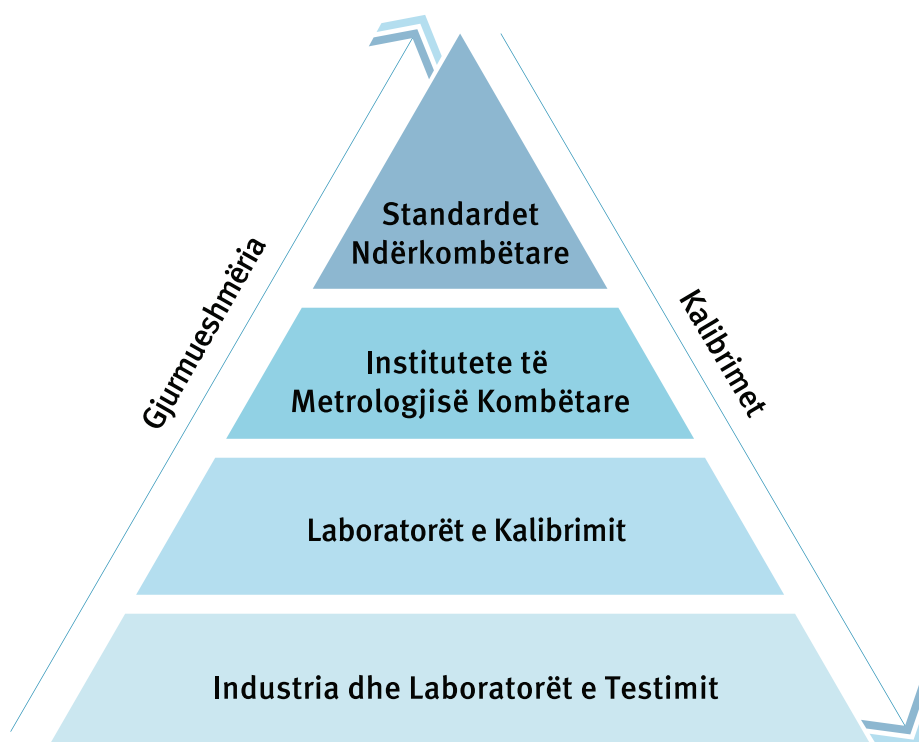 Standardet
Ndërkombëtare
Gjurmueshmëria
Kalibrimet
Institutete të
Metrologjisë Kombëtare
Laboratorët e Kalibrimit
Industria dhe Laboratorët e Testimit